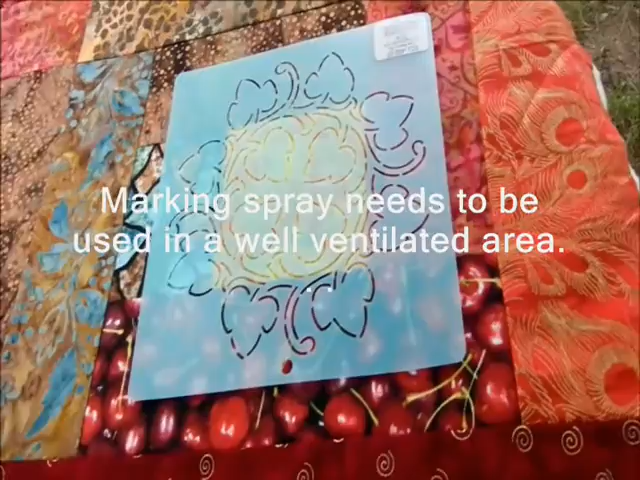 Marking spray needs to be
used in a well ventilated area.